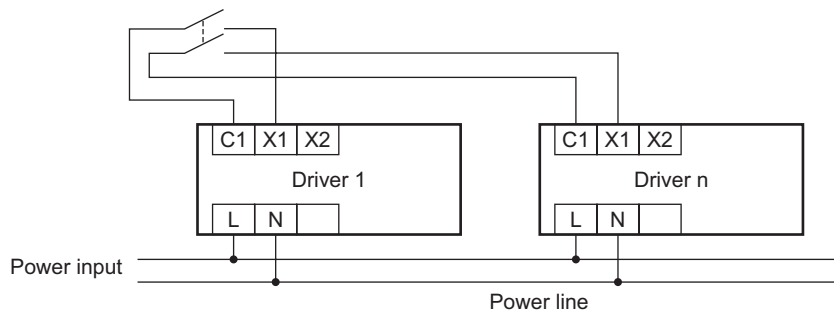 C1 X1 X2
C1 X1 X2
Driver 1
Driver n
L N
L N
Power input
Power line